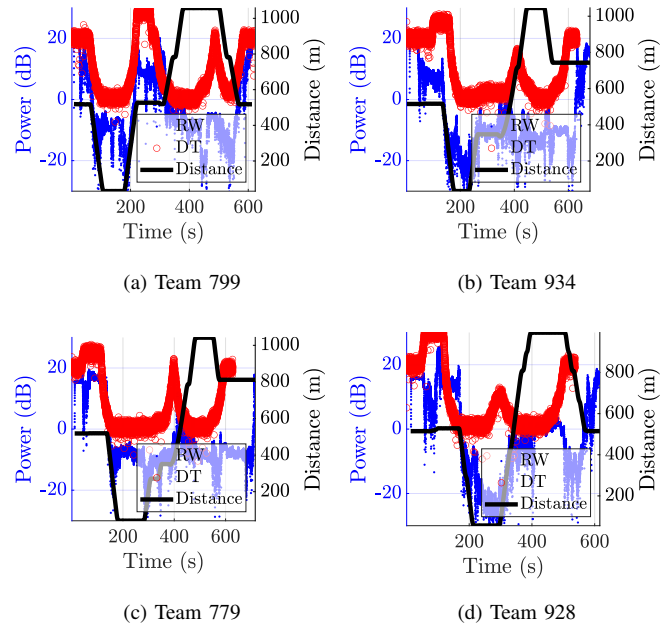 20
0
-20
Power (dB)
1000
800
600
400
200
Distance (m)
RW
DT
Distance
200 400 600
Time (s)
(a) Team 799
20
0
-20
Power (dB)
1000
800
600
400
200
Distance (m)
RW
DT
Distance
200 400 600
Time (s)
(b) Team 934
20
0
-20
Power (dB)
1000
800
600
400
200
Distance (m)
RW
DT
Distance
200 400 600
Time (s)
(c) Team 779
20
0
-20
Power (dB)
800
600
400
200
Distance (m)
RW
DT
Distance
200 400 600
Time (s)
(d) Team 928